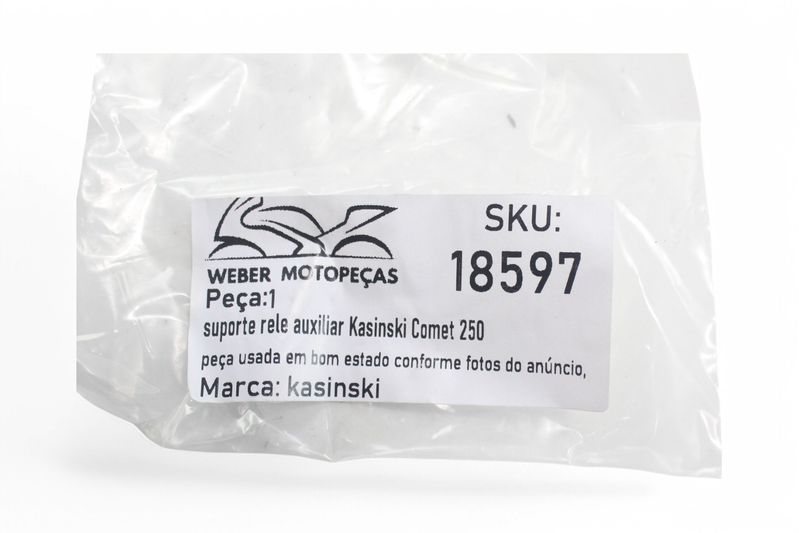 WEBER MOTOPEÇAS
SKU:
18597
Peça:1
suporte rele auxiliar Kasinski Comet 250
peça usada em bom estado conforme fotos do anúncio,
Marca: kasinski